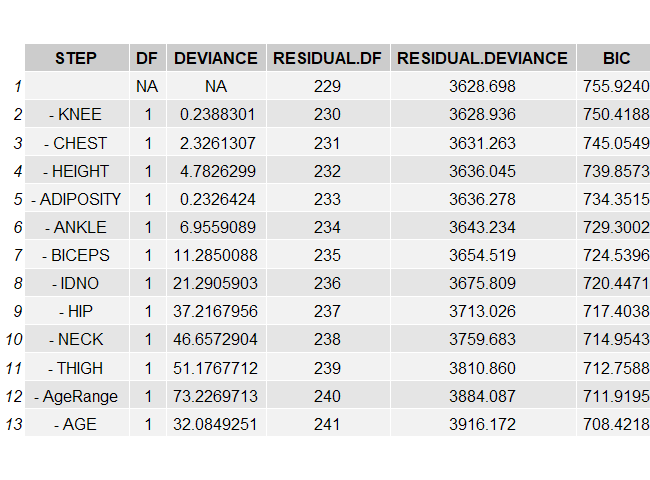 STEP DF DEVIANCE RESIDUAL.DF RESIDUAL.DEVIANCE BIC
1 NA NA 229 3628.698 755.9240
2 - KNEE 1 0.2388301 230 3628.936 750.4188
3 - CHEST 1 2.3261307 231 3631.263 745.0549
4 - HEIGHT 1 4.7826299 232 3636.045 739.8573
5 - ADIPOSITY 1 0.2326424 233 3636.278 734.3515
6 - ANKLE 1 6.9559089 234 3643.234 729.3002
7 - BICEPS 1 11.2850088 235 3654.519 724.5396
8 - IDNO 1 21.2905903 236 3675.809 720.4471
9 - HIP 1 37.2167956 237 3713.026 717.4038
10 - NECK 1 46.6572904 238 3759.683 714.9543
11 - THIGH 1 51.1767712 239 3810.860 712.7588
12 - AgeRange 1 73.2269713 240 3884.087 711.9195
13 - AGE 1 32.0849251 241 3916.172 708.4218